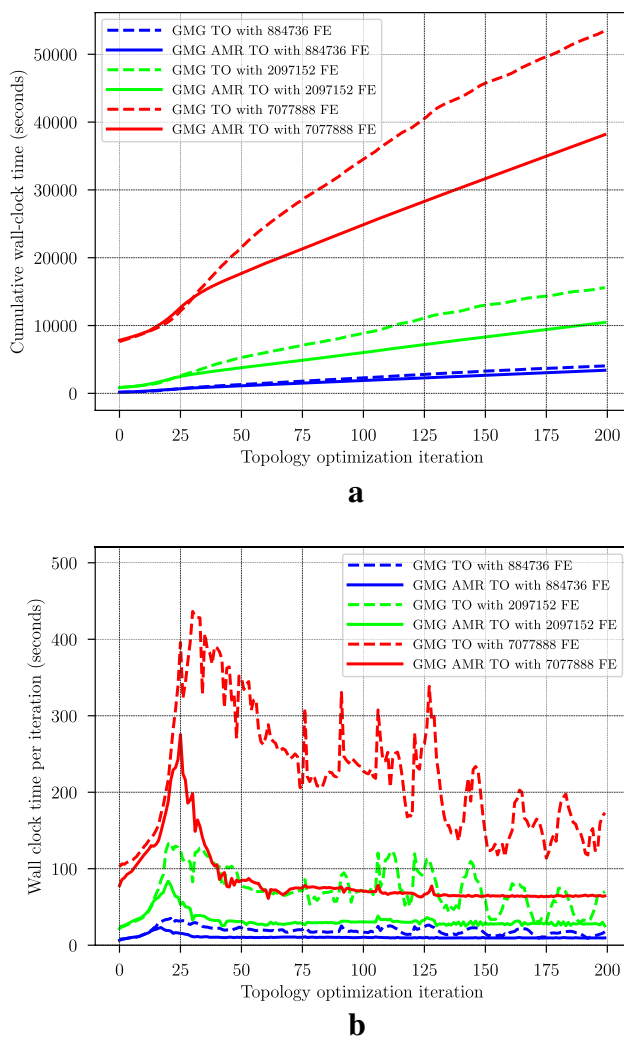 GMG TO with 884736 FE
GMG AMR TO with 884736 FE
GMG TO with 2097152 FE
GMG AMR TO with 2097152 FE
GMG TO with 7077888 FE
GMG AMR TO with 7077888 FE
Cumulative wall-clock time (seconds)
50000
40000
30000
20000
10000
0
0 25 50 75 100 125 150 175 200
Topology optimization iteration
a
GMG TO with 884736 FE
GMG AMR TO with 884736 FE
GMG TO with 2097152 FE
GMG AMR TO with 2097152 FE
GMG TO with 7077888 FE
GMG AMR TO with 7077888 FE
Wall clock time per iteration (seconds)
500
400
300
200
100
0
0 25 50 75 100 125 150 175 200
Topology optimization iteration
b